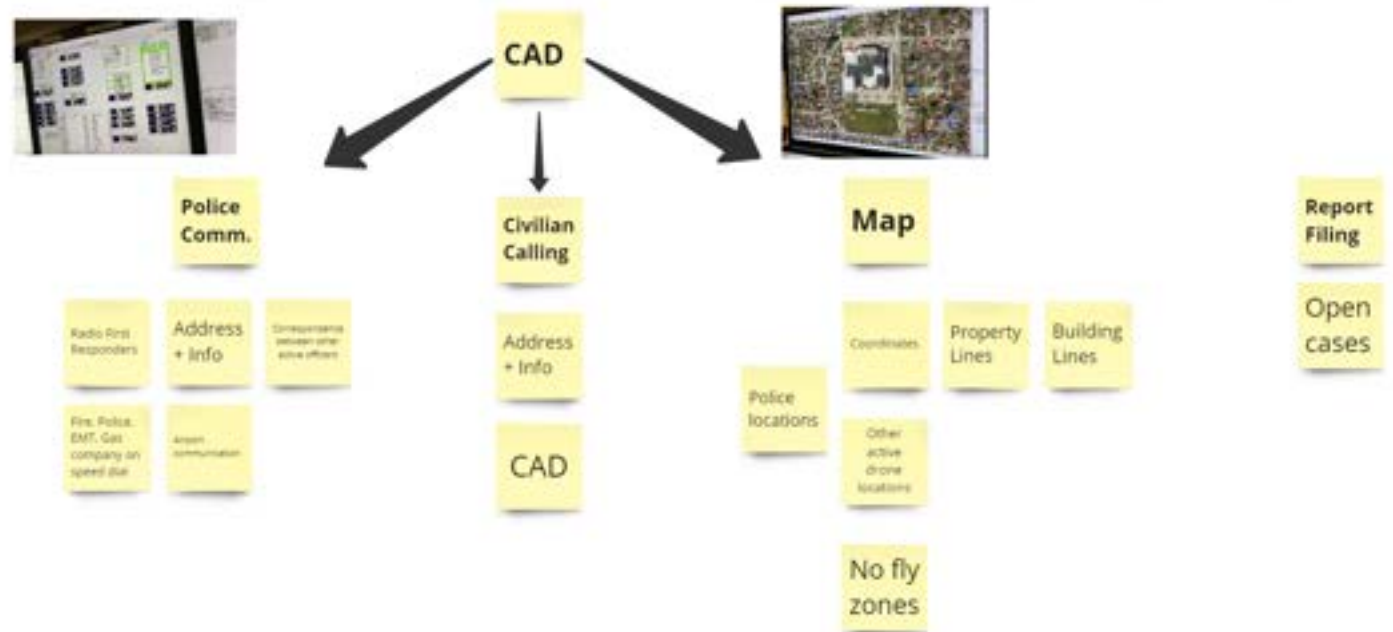 CAD
Police
Comm.
Civilian
Calling
Map
Report
Filing
Radio First
Responders
Address
+ Info
Correspondence
between other
active officers
Fire, Police,
EMT, Gas
company on
speed dial
Airport
communication
Address
+ Info
CAD
Coordinates
Property
Lines
Building
Lines
Police
locations
Other
active
drone
locations
No fly
zones
Open
cases